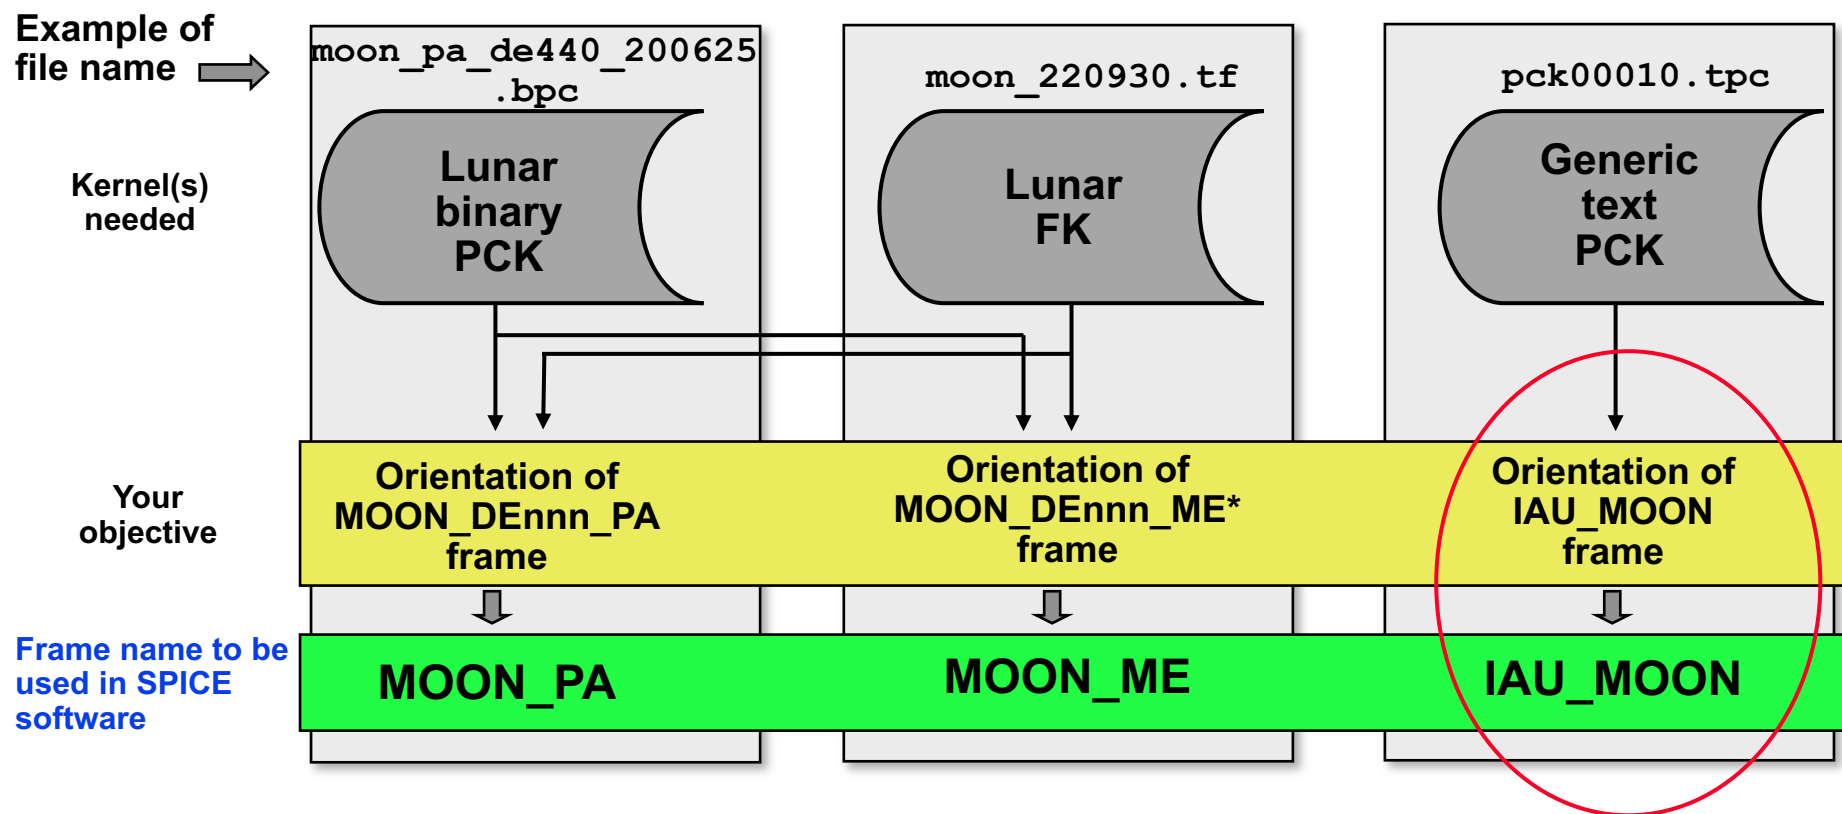 Example of
file name
moon_pa_de440_200625
.bpc
moon_220930.tf
pck00010.tpc
Kernel(s)
needed
Lunar
binary
PCK
Lunar
FK
Generic
text
PCK
Your
objective
Orientation of
MOON_DEnnn_PA
frame
Orientation of
MOON_DEnnn_ME*
frame
Orientation of
IAU_MOON
frame
Frame name to be
used in SPICE
software
MOON_PA
MOON_ME
IAU_MOON